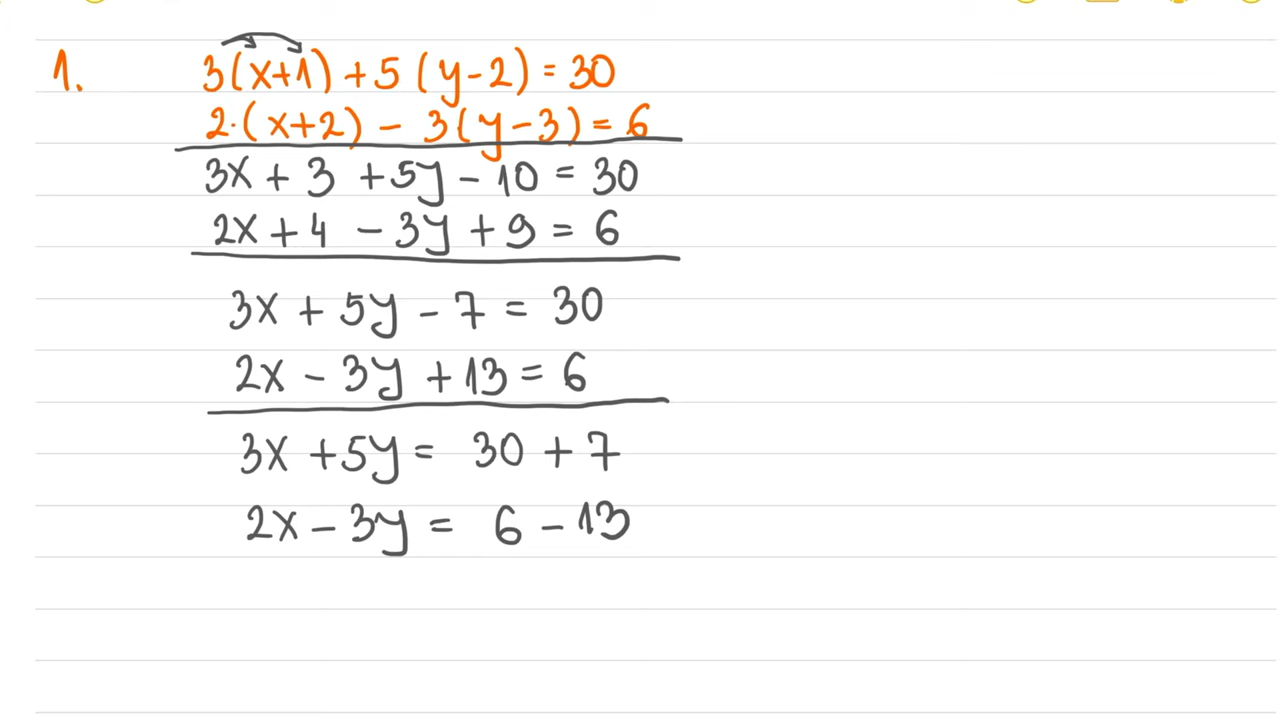 1. 3(x+1) + 5(y-2) = 30
2·(x+2) - 3(y-3) = 6
3x + 3 + 5y - 10 = 30
2x + 4 - 3y + 9 = 6
3x + 5y - 7 = 30
2x - 3y + 13 = 6
3x + 5y = 30 + 7
2x - 3y = 6 - 13